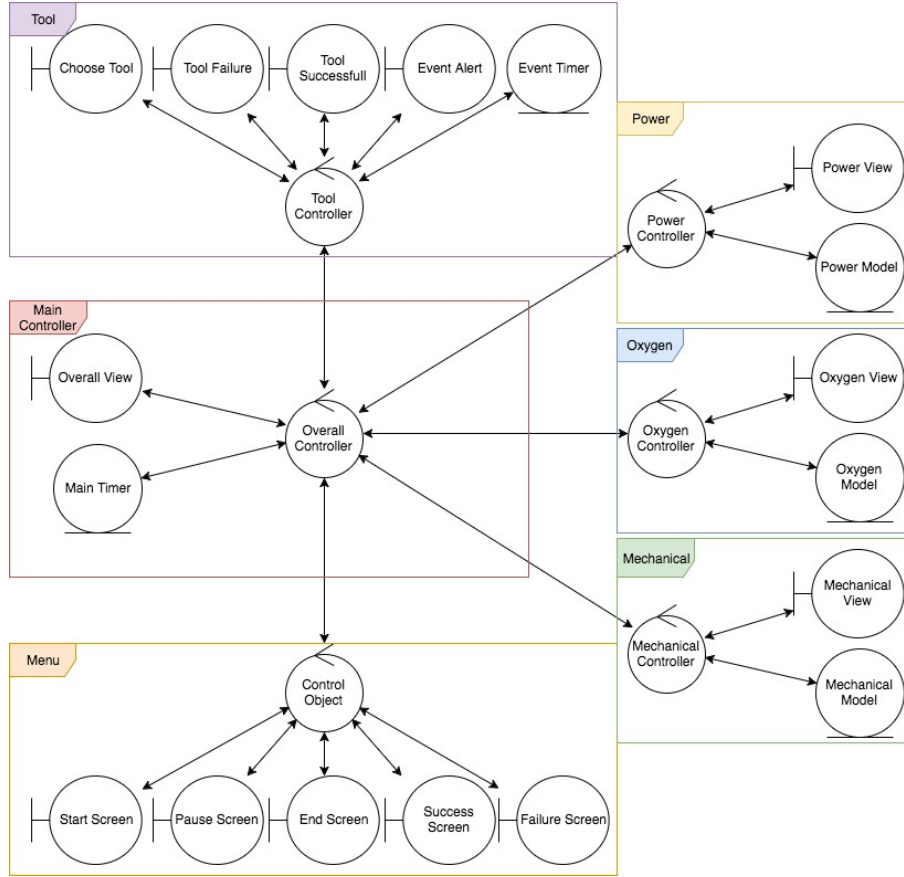 Tool
Choose Tool
Tool Failure
Tool
Successfull
Event Alert
Event Timer
Tool
Controller
Power
Power View
Power
Controller
Power Model
Main
Controller
Overall View
Overall
Controller
Main Timer
Oxygen
Oxygen View
Oxygen
Controller
Oxygen
Model
Mechanical
Mechanical
View
Mechanical
Controller
Mechanical
Model
Menu
Control
Object
Start Screen
Pause Screen
End Screen
Success
Screen
Failure Screen